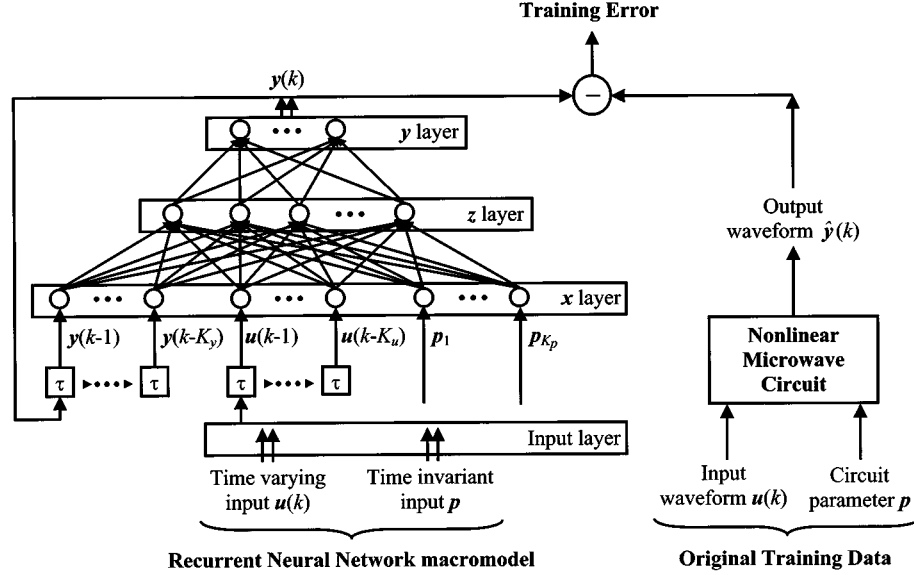 Training Error
y(k)
−
y layer
z layer
Output
waveform ŷ(k)
x layer
y(k-1) y(k-K_y) u(k-1) u(k-K_u) p_1 p_{K_p}
Nonlinear
Microwave
Circuit
τ τ τ τ
Input layer
Time varying
input u(k)
Time invariant
input p
Input
waveform u(k)
Circuit
parameter p
Recurrent Neural Network macromodel
Original Training Data